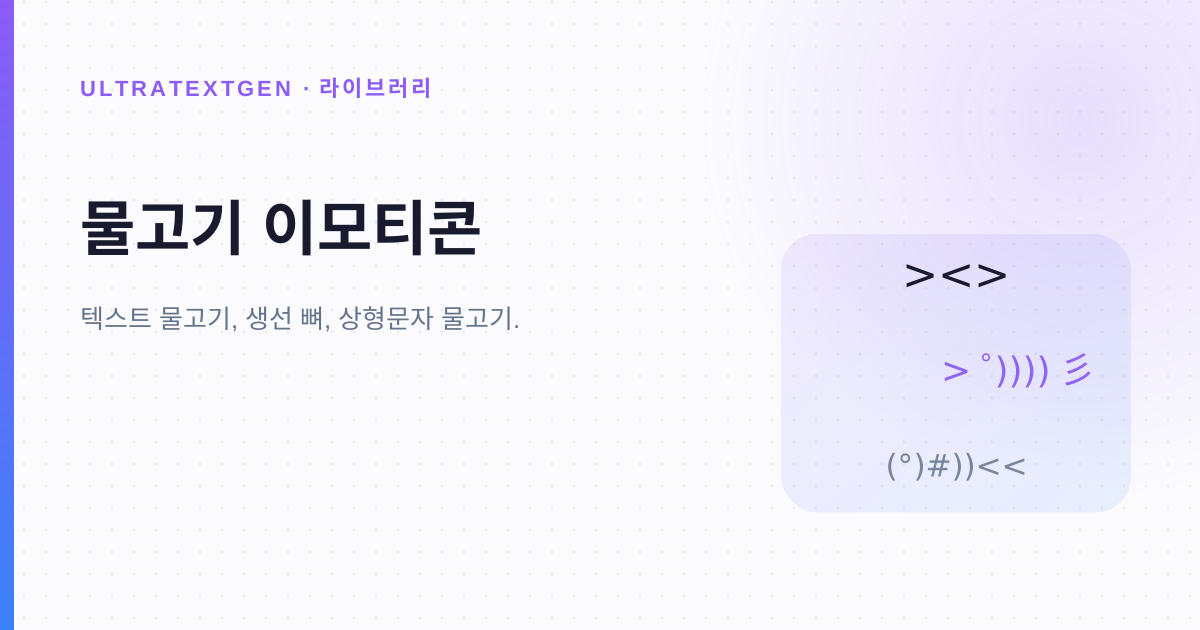 ULTRATEXTGEN · 라이브러리
물고기 이모티콘
텍스트 물고기, 생선 뼈, 상형문자 물고기.
><>
> ﾟ)))) 彡
(°)#))<<